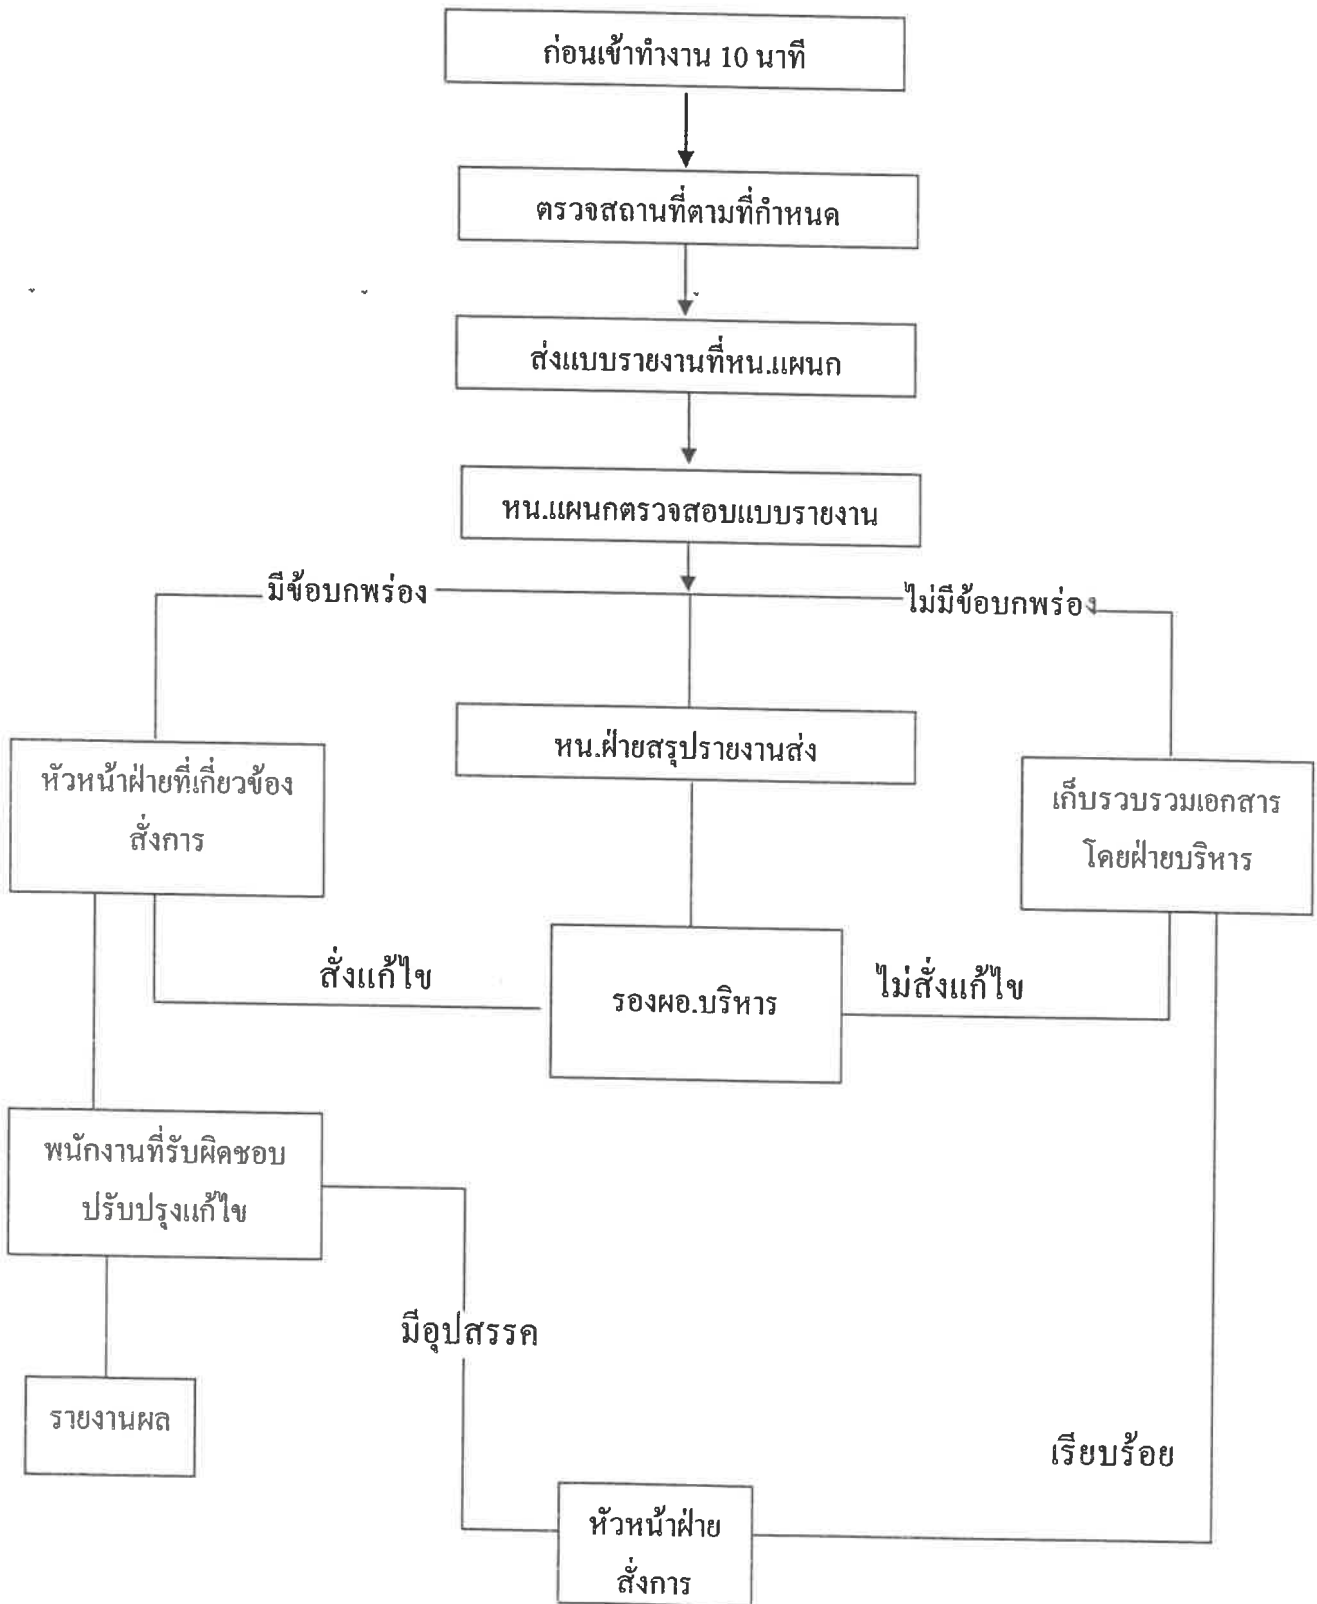 ก่อนเข้าทำงาน 10 นาที
ตรวจสถานที่ตามที่กำหนด
ส่งแบบรายงานที่หน.แผนก
หน.แผนกตรวจสอบแบบรายงาน
มีข้อบกพร่อง
ไม่มีข้อบกพร่อง
หน.ฝ่ายสรุปรายงานส่ง
หัวหน้าฝ่ายที่เกี่ยวข้อง
สั่งการ
เก็บรวบรวมเอกสาร
โดยฝ่ายบริหาร
สั่งแก้ไข
รองผอ.บริหาร
ไม่สั่งแก้ไข
พนักงานที่รับผิดชอบ
ปรับปรุงแก้ไข
มีอุปสรรค
รายงานผล
เรียบร้อย
หัวหน้าฝ่าย
สั่งการ